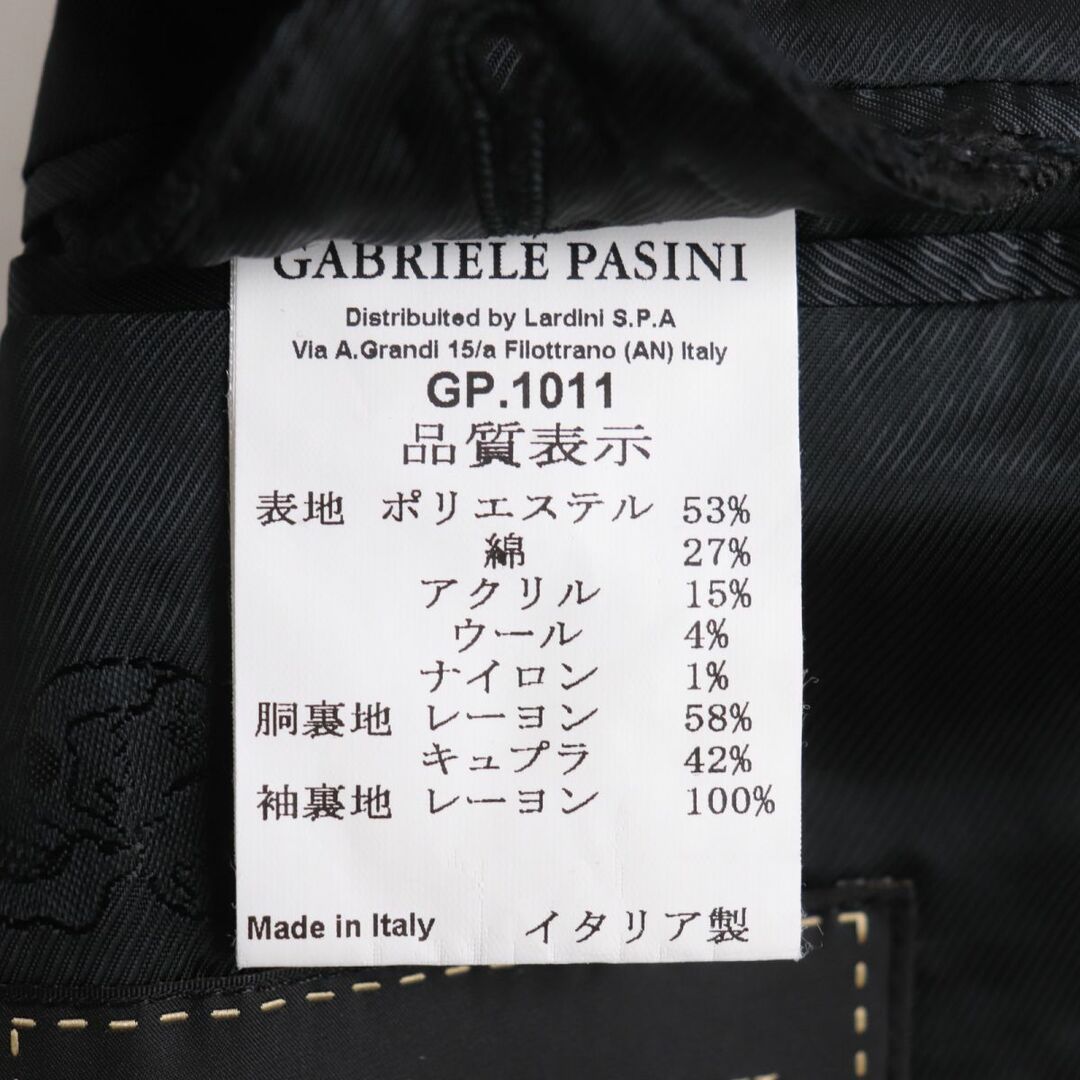 GABRIELE PASINI
Distribuited by Lardini S.P.A
Via A.Grandi 15/a Filottrano (AN) Italy
GP.1011
品質表示
表地 ポリエステル 53%
綿 27%
アクリル 15%
ウール 4%
ナイロン 1%
胴裏地 レーヨン 58%
キュプラ 42%
袖裏地 レーヨン 100%
Made in Italy イタリア製